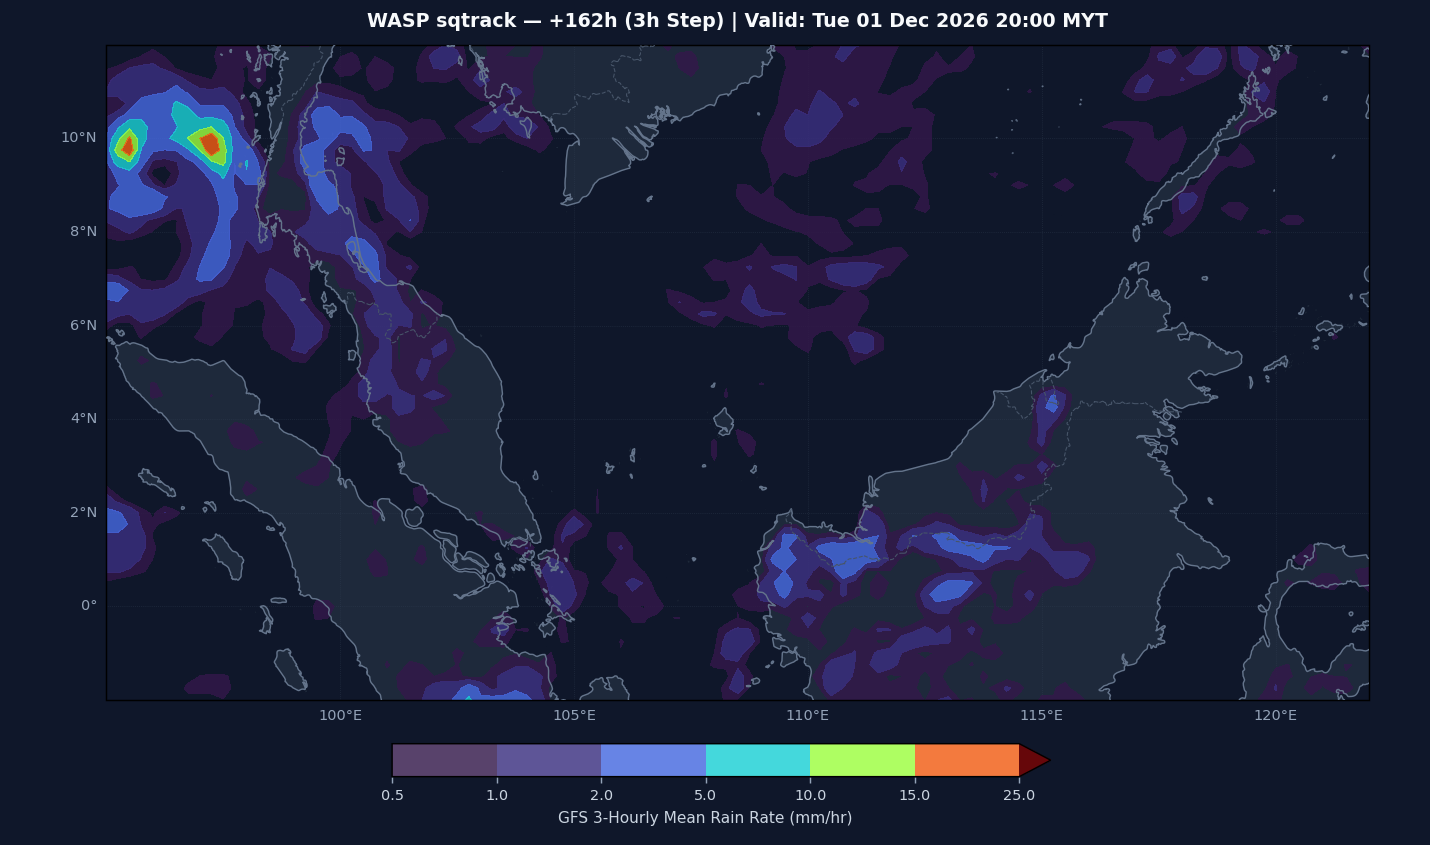 WASP sqtrack — +162h (3h Step) | Valid: Tue 01 Dec 2026 20:00 MYT
10°N
8°N
6°N
4°N
2°N
0°
100°E 105°E 110°E 115°E 120°E
0.5 1.0 2.0 5.0 10.0 15.0 25.0
GFS 3-Hourly Mean Rain Rate (mm/hr)